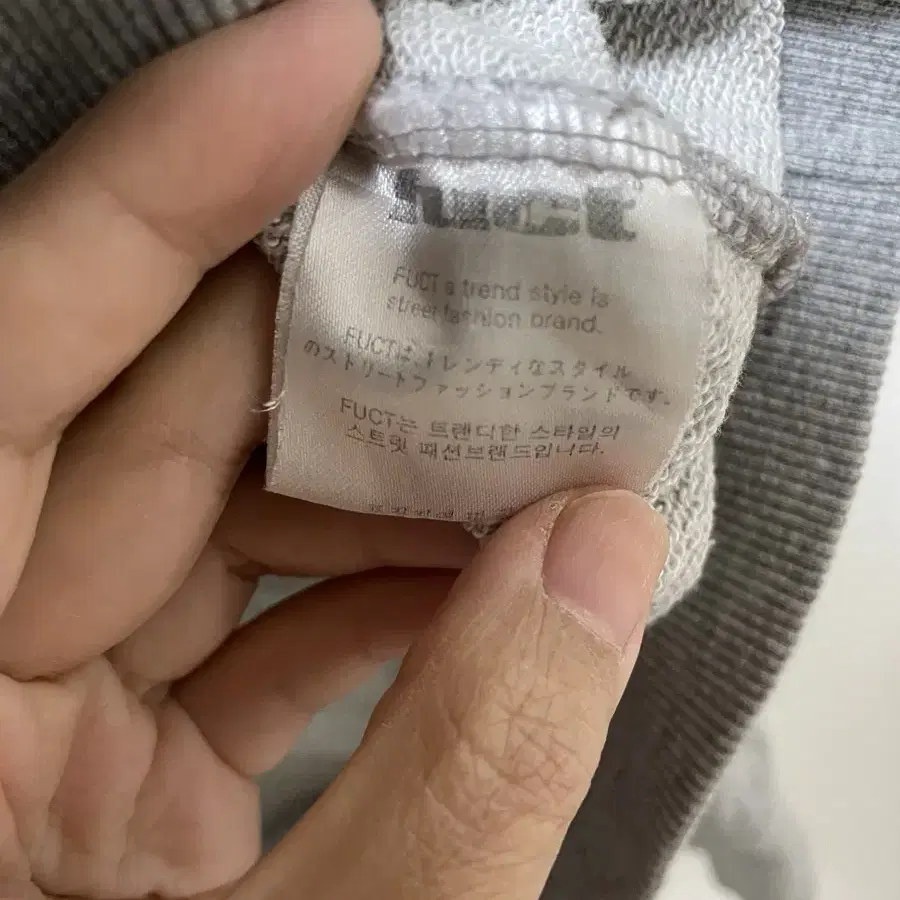 fuct
FUCT a trend style is
street fashion brand.
FUCTは、トレンディなスタイル
のストリートファッションブランドです。
FUCT는 트랜디한 스타일의
스트릿 패션브랜드입니다.